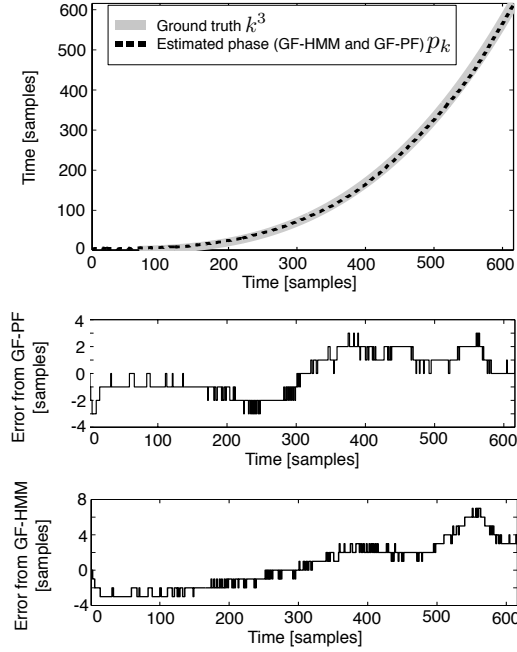 600
500
400
300
200
100
0
Time [samples]
Ground truth k³
Estimated phase (GF-HMM and GF-PF) pₖ
0 100 200 300 400 500 600
Time [samples]
Error from GF-PF
[samples]
4
2
0
-2
-4
0 100 200 300 400 500 600
Time [samples]
Error from GF-HMM
[samples]
8
4
0
-4
0 100 200 300 400 500 600
Time [samples]